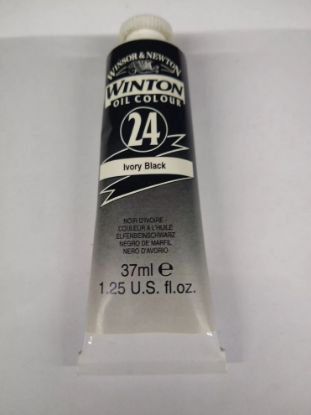 WINSOR & NEWTON
WINTON
OIL COLOUR
24
Ivory Black
NOIR D'IVOIRE
COULEUR A L'HUILE
ELFENBEINSCHWARZ
NEGRO DE MARFIL
NERO D'AVORIO
37ml ℮
1.25 U.S. fl.oz.